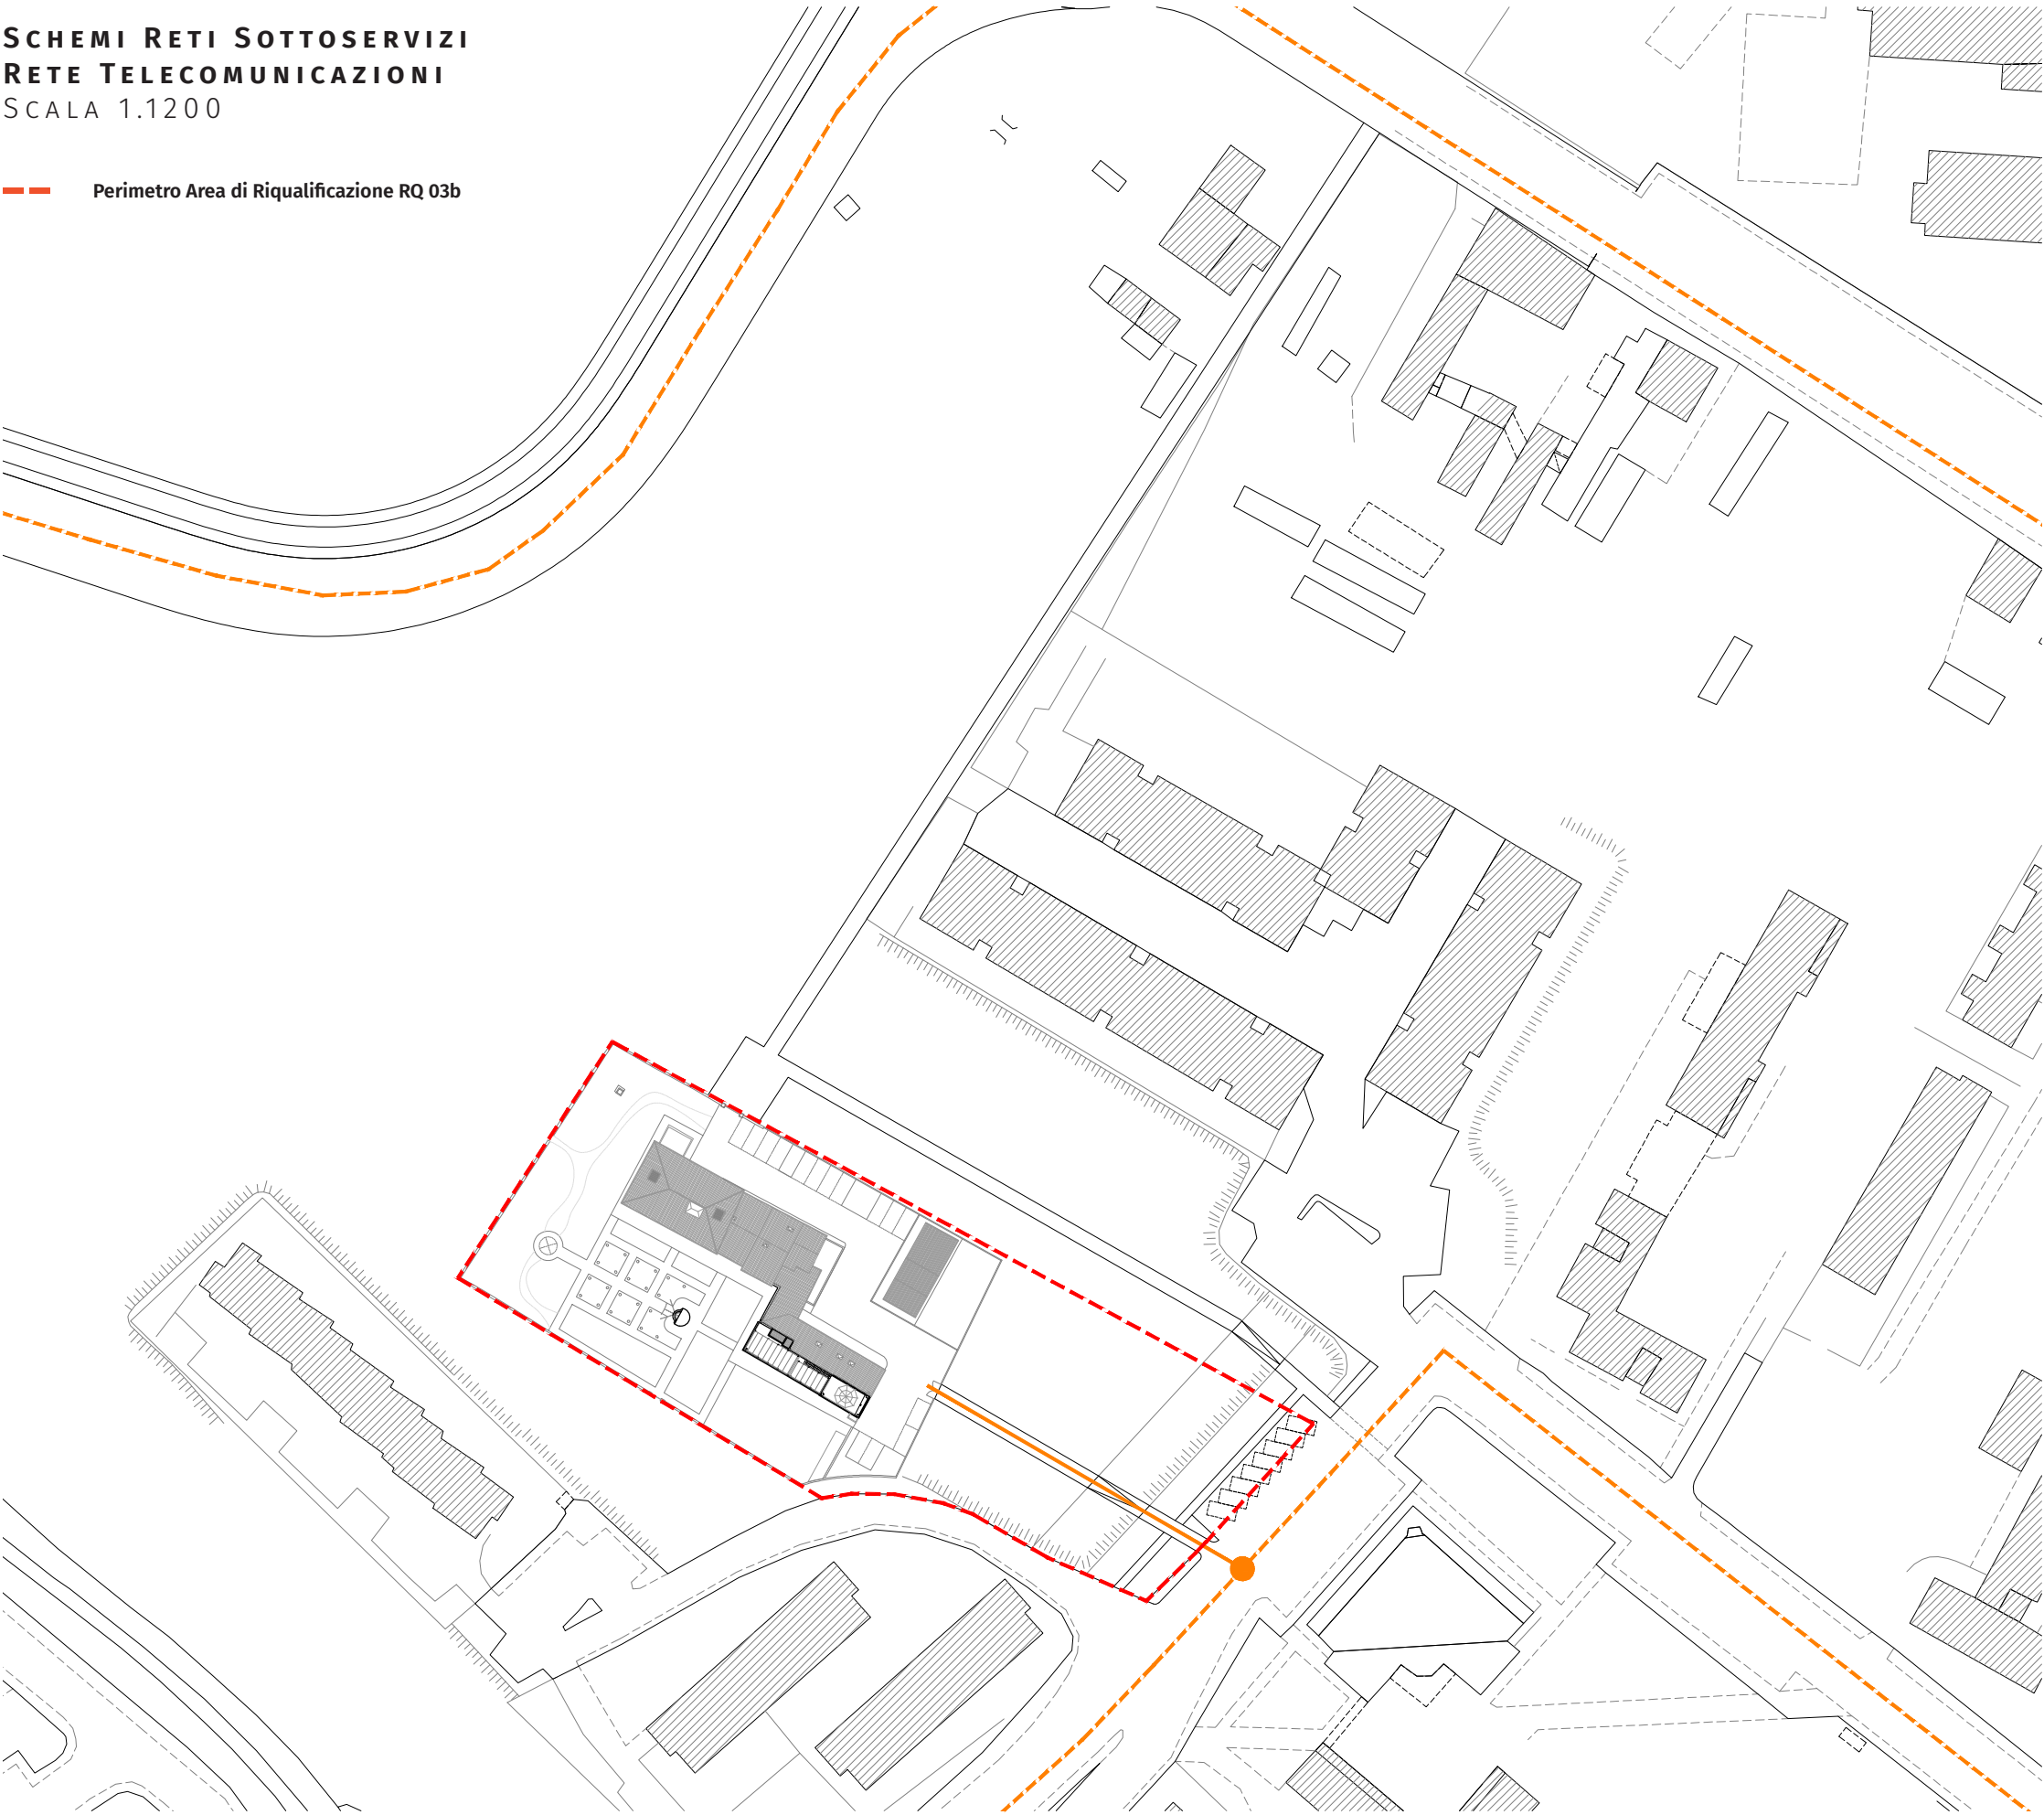 SCHEMI RETI SOTTOSERVIZI
RETE TELECOMUNICAZIONI
SCALA 1.1200
Perimetro Area di Riqualificazione RQ 03b